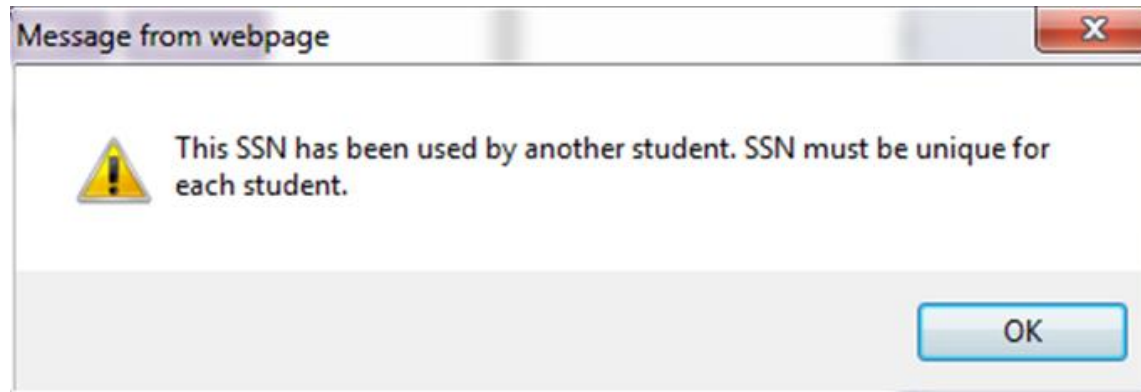 Message from webpage
This SSN has been used by another student. SSN must be unique for
each student.
OK